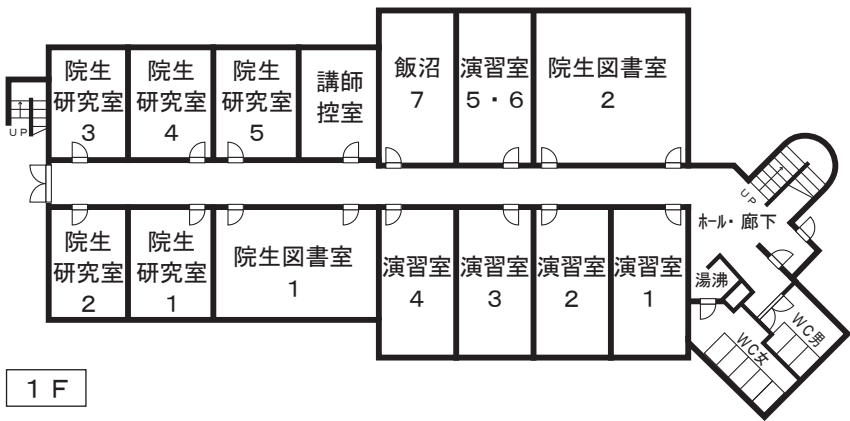 院生
研究室
3
院生
研究室
4
院生
研究室
5
講師
控室
飯沼
7
演習室
5・6
院生図書室
2
UP
UP
ホール・廊下
院生
研究室
2
院生
研究室
1
院生図書室
1
演習室
4
演習室
3
演習室
2
演習室
1
湯沸
WC男
WC女
1F